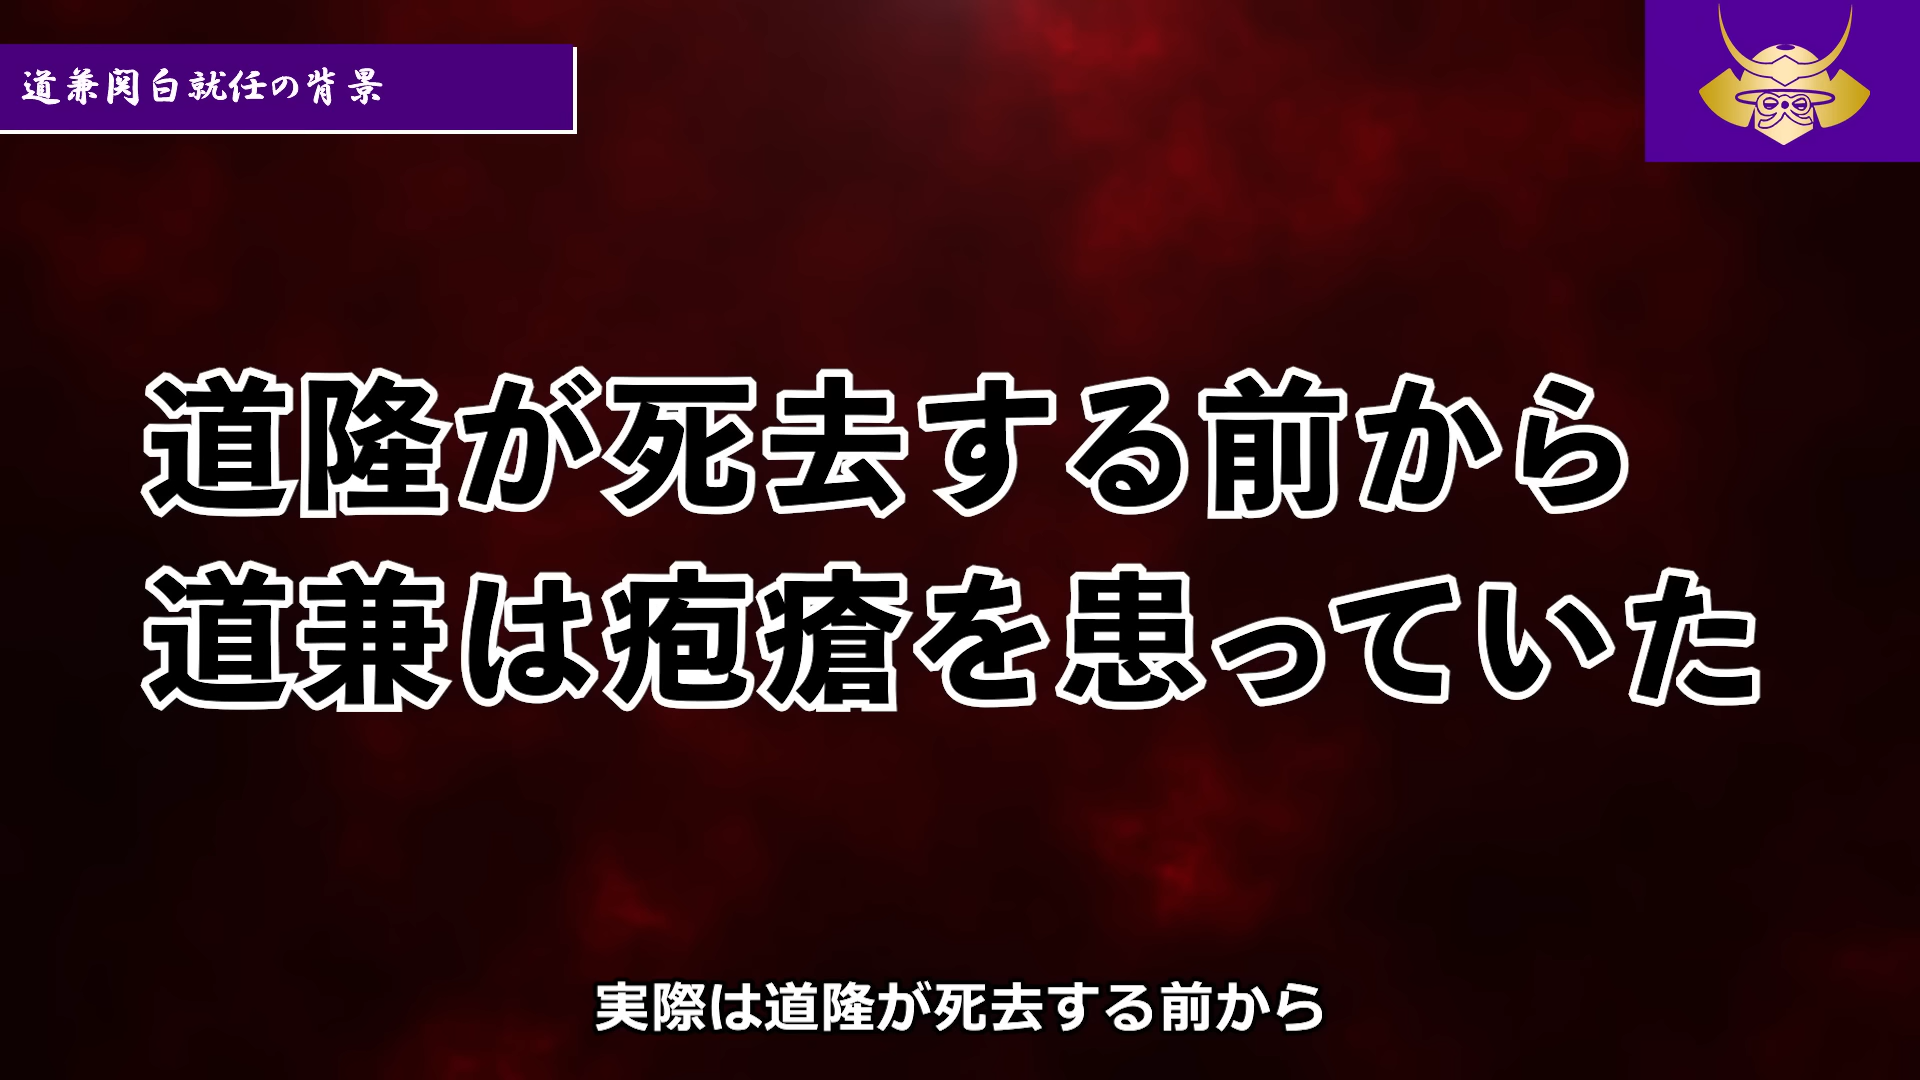 道兼関白就任の背景
道隆が死去する前から
道兼は疱瘡を患っていた
実際は道隆が死去する前から